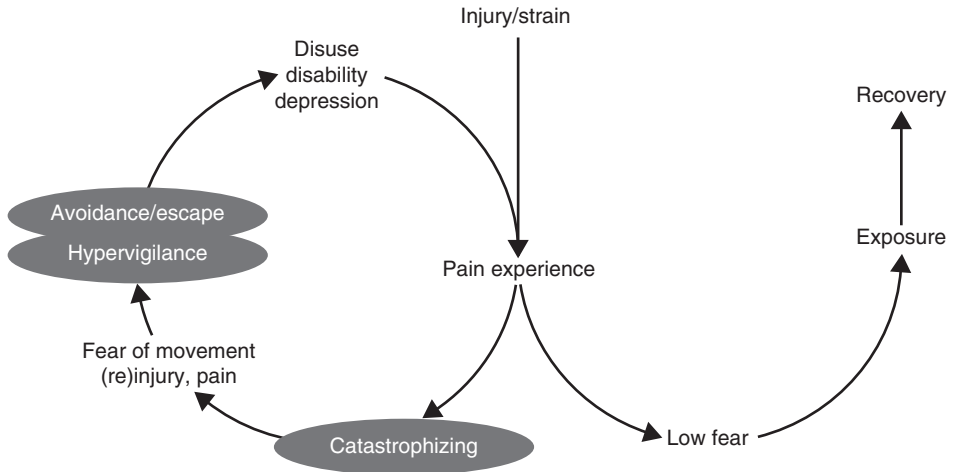 Injury/strain
Disuse
disability
depression
Recovery
Avoidance/escape
Hypervigilance
Exposure
Pain experience
Fear of movement
(re)injury, pain
Catastrophizing
Low fear